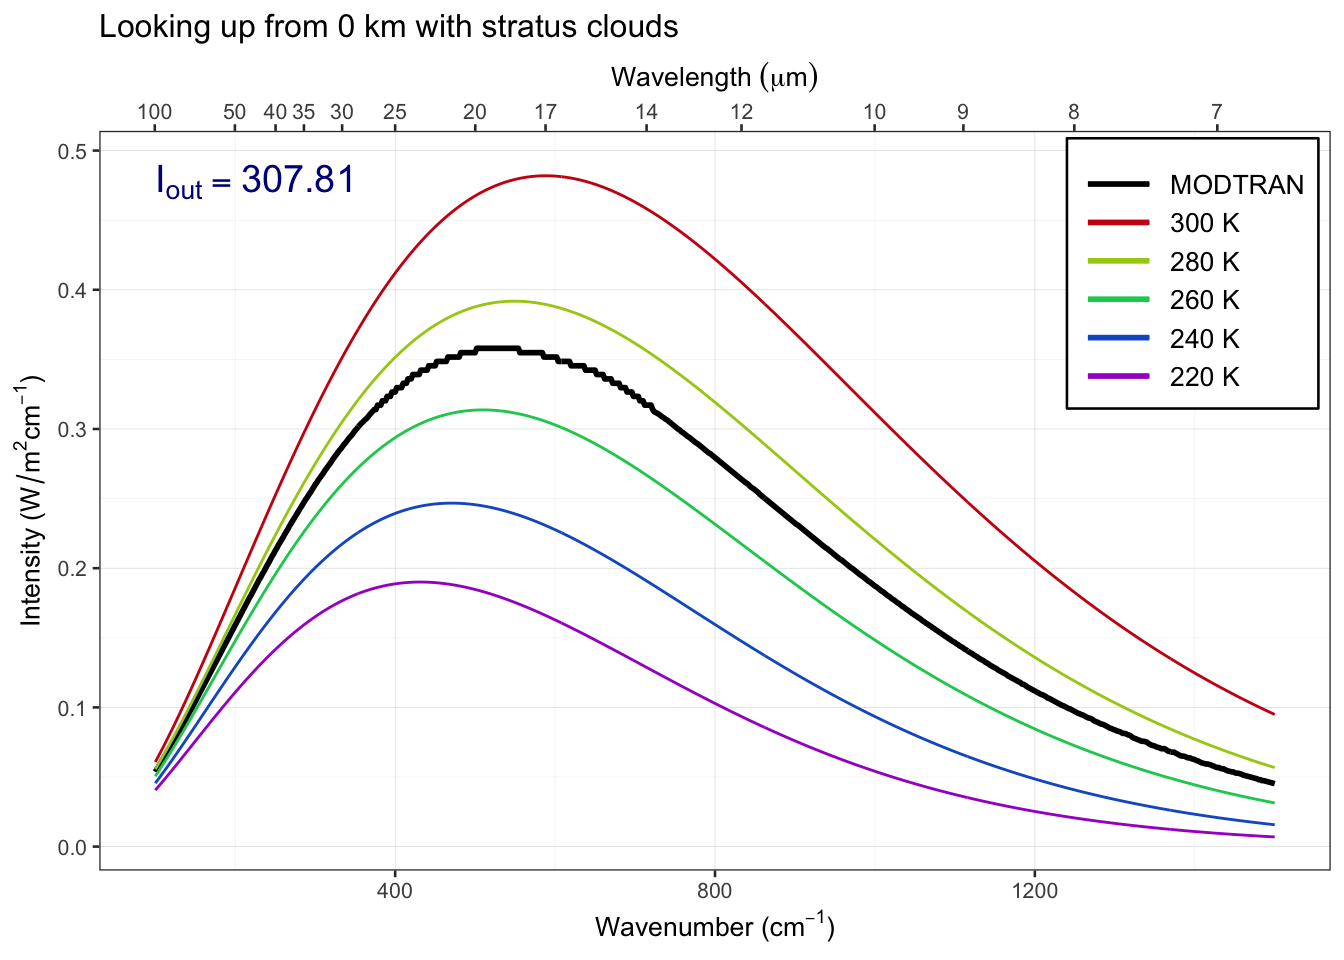 Looking up from 0 km with stratus clouds
Wavelength (μm)
100 50 40 35 30 25 20 17 14 12 10 9 8 7
I_out = 307.81
MODTRAN
300 K
280 K
260 K
240 K
220 K
0.5
0.4
0.3
0.2
0.1
0.0
Intensity (W/m²cm⁻¹)
400 800 1200
Wavenumber (cm⁻¹)